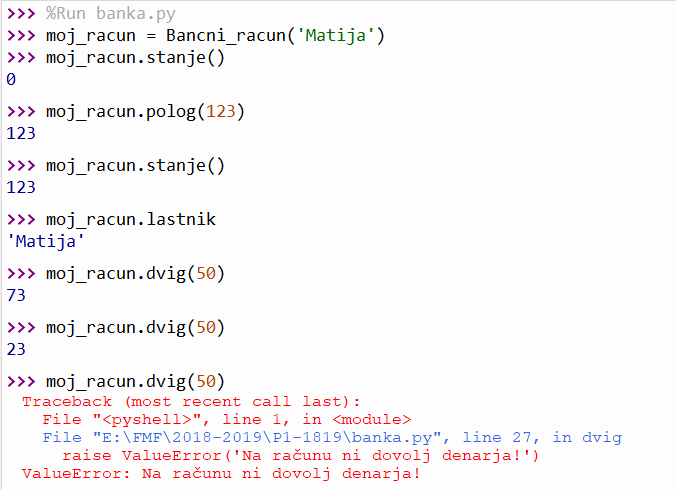 >>> %Run banka.py
>>> moj_racun = Bancni_racun('Matija')
>>> moj_racun.stanje()
0
>>> moj_racun.polog(123)
123
>>> moj_racun.stanje()
123
>>> moj_racun.lastnik
'Matija'
>>> moj_racun.dvig(50)
73
>>> moj_racun.dvig(50)
23
>>> moj_racun.dvig(50)
Traceback (most recent call last):
File "<pyshell>", line 1, in <module>
File "E:\FMF\2018-2019\P1-1819\banka.py", line 27, in dvig
raise ValueError('Na računu ni dovolj denarja!')
ValueError: Na računu ni dovolj denarja!